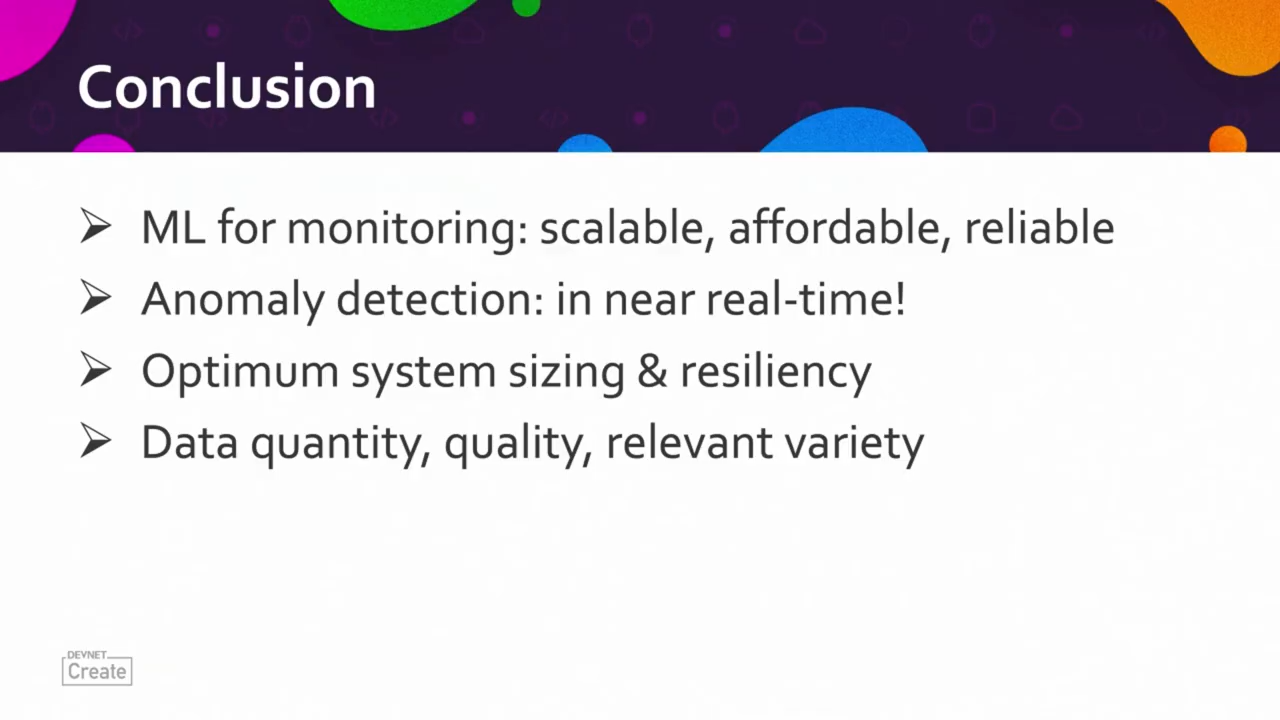 Conclusion
ML for monitoring: scalable, affordable, reliable
Anomaly detection: in near real-time!
Optimum system sizing & resiliency
Data quantity, quality, relevant variety
DEVNET
Create